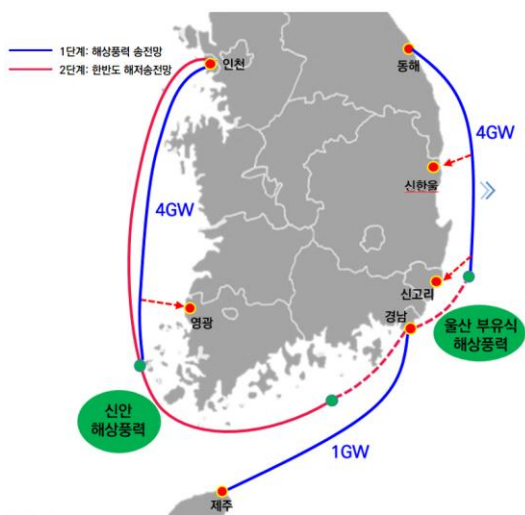 1단계: 해상풍력 송전망
2단계: 한반도 해저송전망
인천
동해
4GW
신한울
4GW
영광
신고리
경남
울산 부유식
해상풍력
신안
해상풍력
1GW
제주